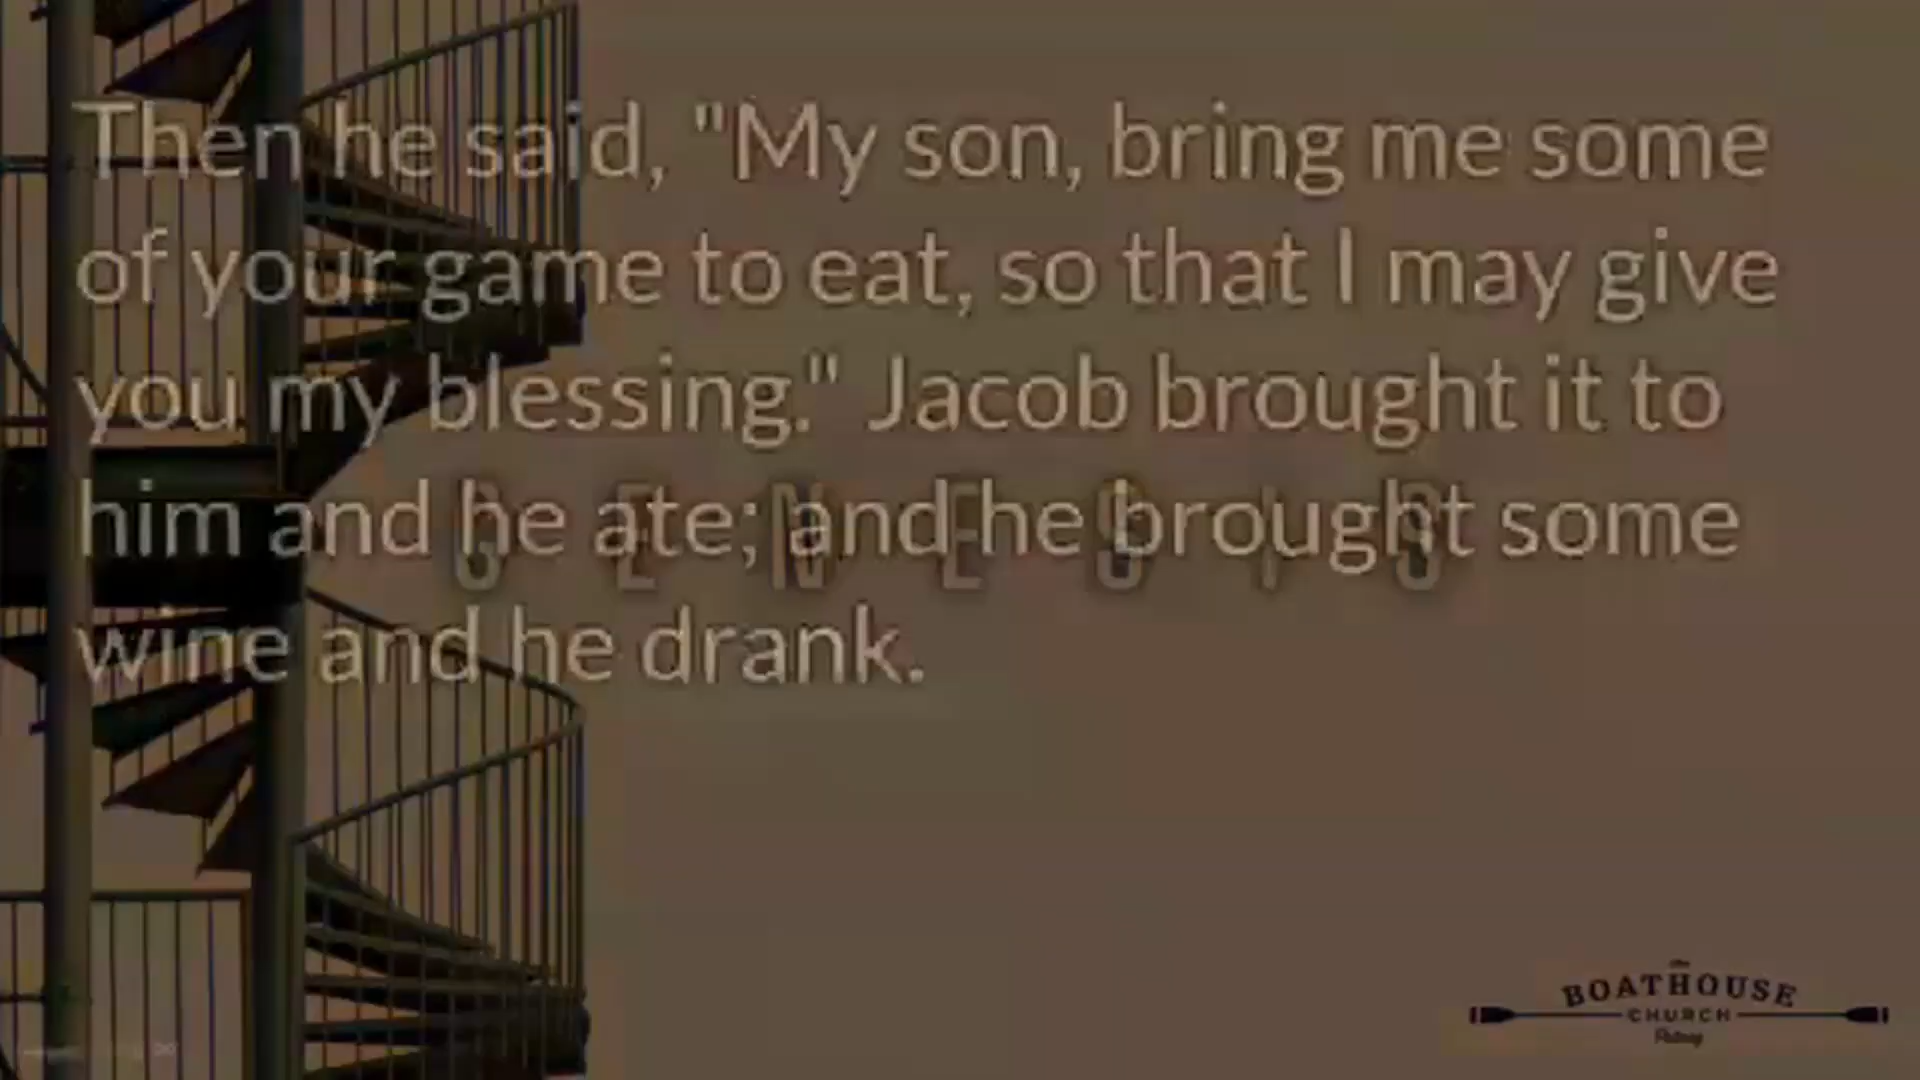 Then he said, "My son, bring me some
of your game to eat, so that I may give
you my blessing." Jacob brought it to
him and he ate; and he brought some
wine and he drank.
GENESIS
the
BOATHOUSE
CHURCH
Putney